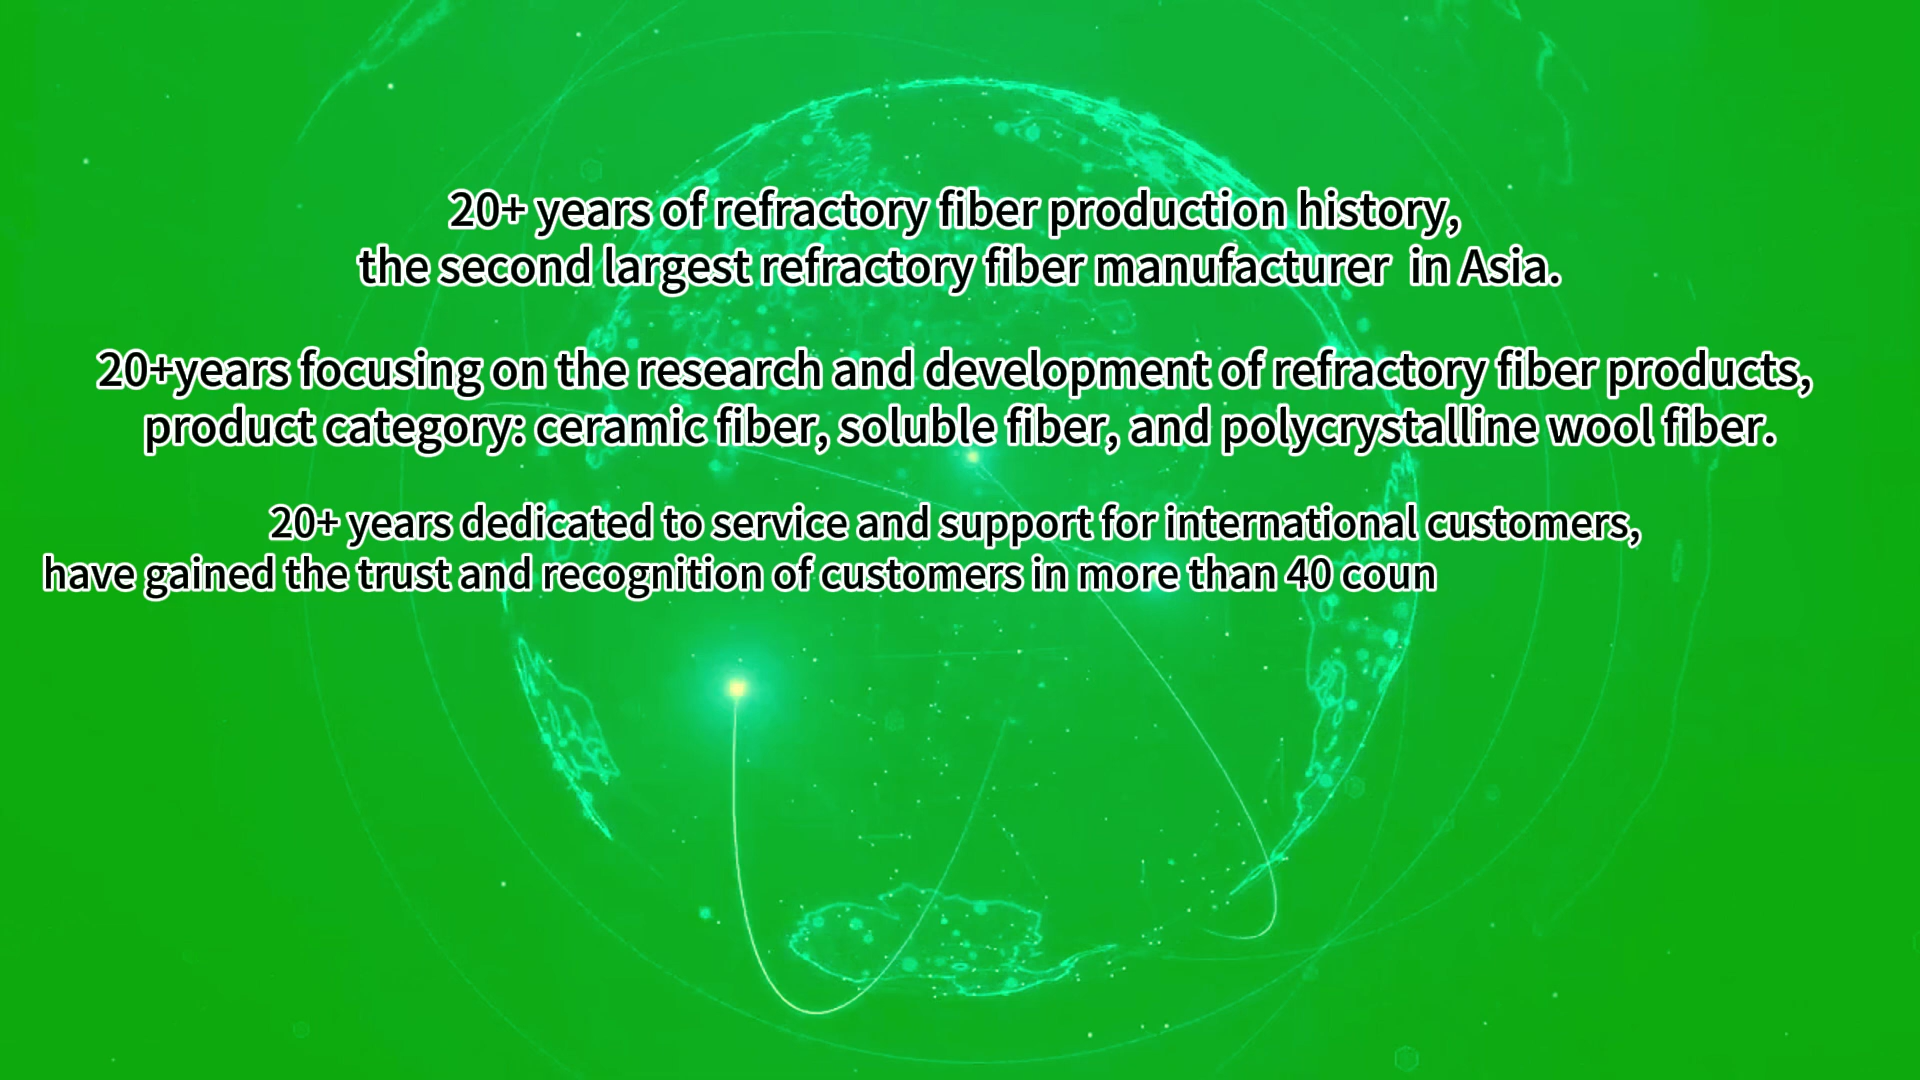 20+ years of refractory fiber production history,
the second largest refractory fiber manufacturer  in Asia.
20+years focusing on the research and development of refractory fiber products,
product category: ceramic fiber, soluble fiber, and polycrystalline wool fiber.
20+ years dedicated to service and support for international customers,
have gained the trust and recognition of customers in more than 40 coun